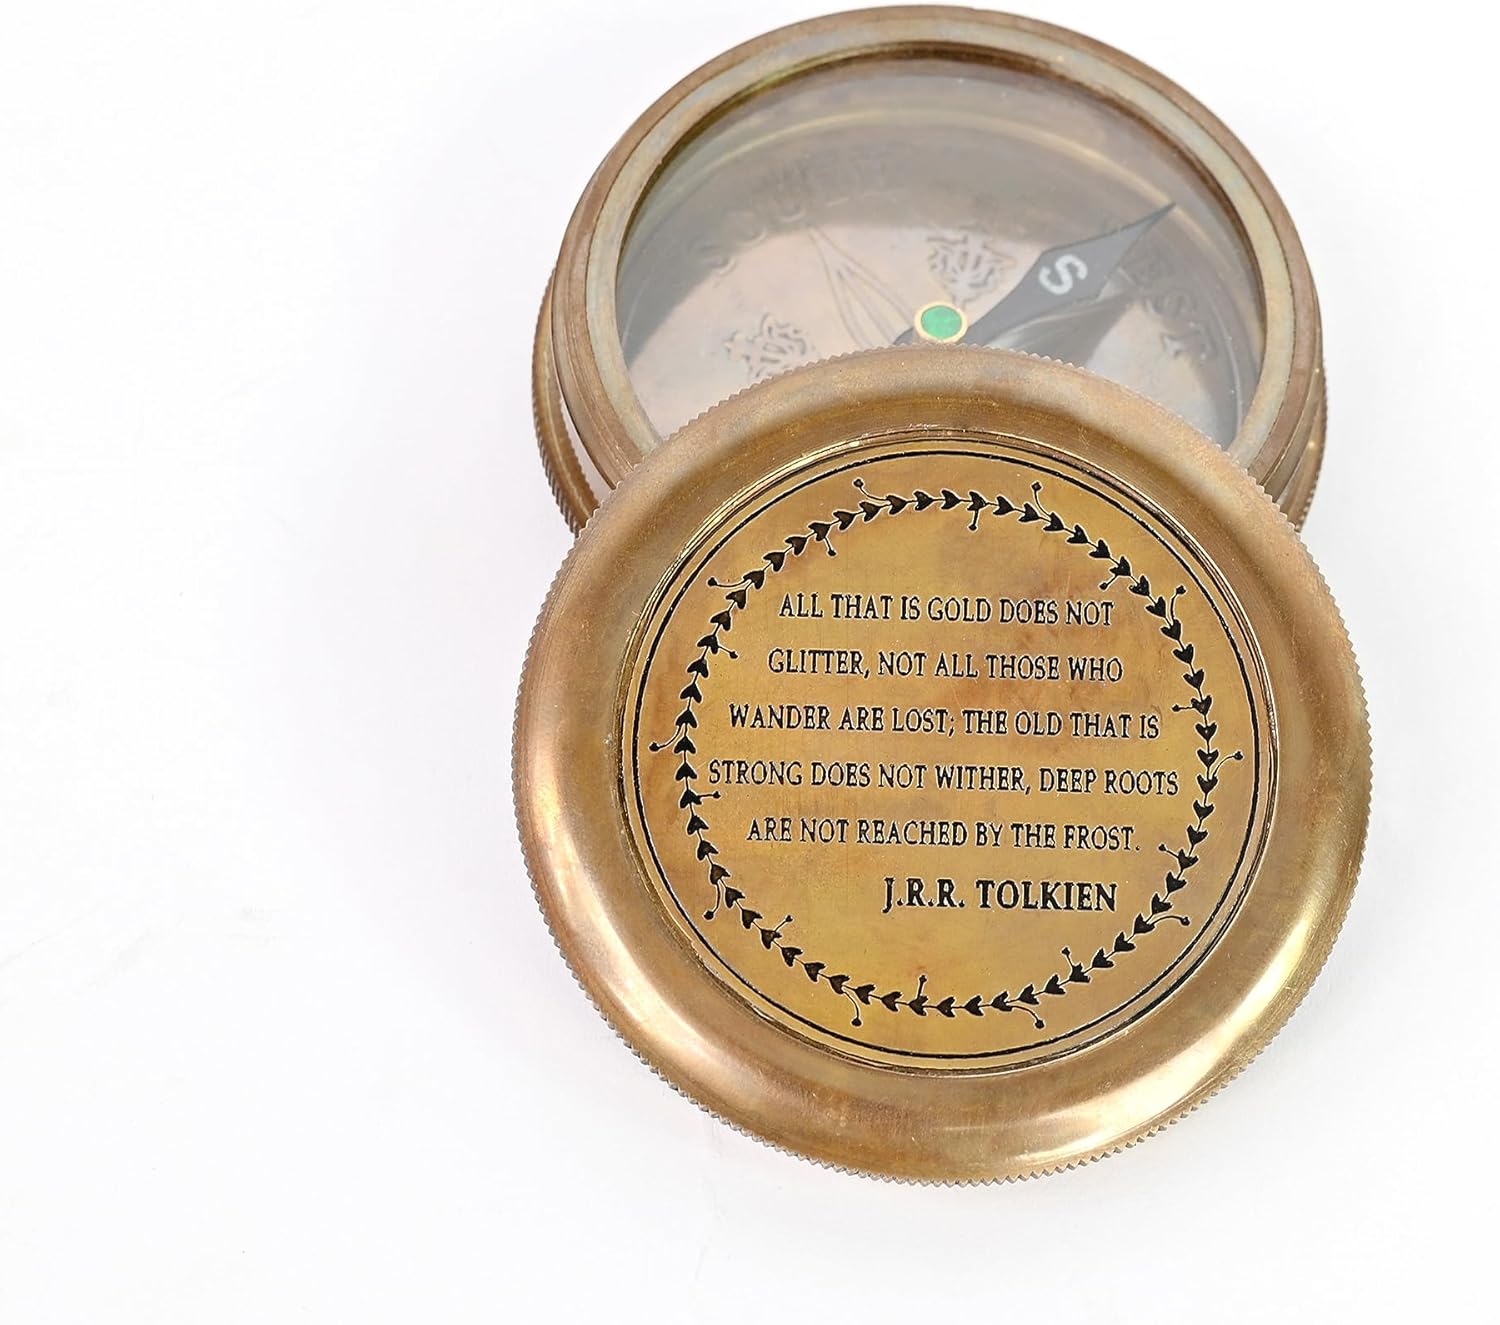 SOUTH
S
ALL THAT IS GOLD DOES NOT
GLITTER, NOT ALL THOSE WHO
WANDER ARE LOST; THE OLD THAT IS
STRONG DOES NOT WITHER, DEEP ROOTS
ARE NOT REACHED BY THE FROST.
J.R.R. TOLKIEN